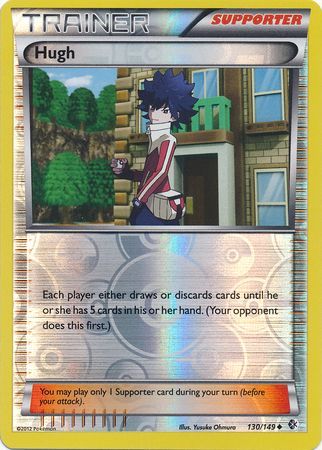 TRAINER
SUPPORTER
Hugh
Each player either draws or discards cards until he
or she has 5 cards in his or her hand. (Your opponent
does this first.)
You may play only 1 Supporter card during your turn (before
your attack).
©2012 Pokémon
Illus. Yusuke Ohmura
130/149